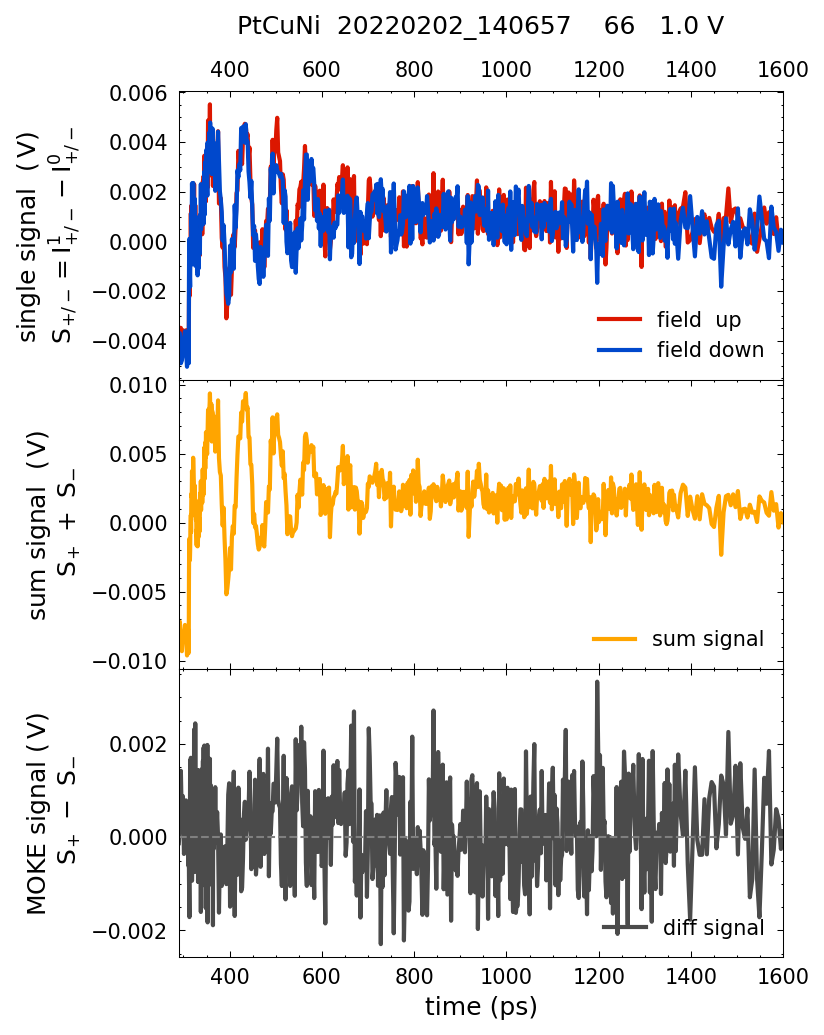 PtCuNi  20220202_140657    66   1.0 V
400 600 800 1000 1200 1400 1600
0.006
0.004
0.002
0.000
−0.002
−0.004
single signal  ( V)
S+/− = I¹+/− − I⁰+/−
field  up
field down
0.010
0.005
0.000
−0.005
−0.010
sum signal  ( V)
S+ + S−
sum signal
0.002
0.000
−0.002
MOKE signal ( V)
S+ − S−
diff signal
400 600 800 1000 1200 1400 1600
time (ps)